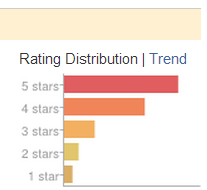 Rating Distribution | Trend
5 stars
4 stars
3 stars
2 stars
1 star